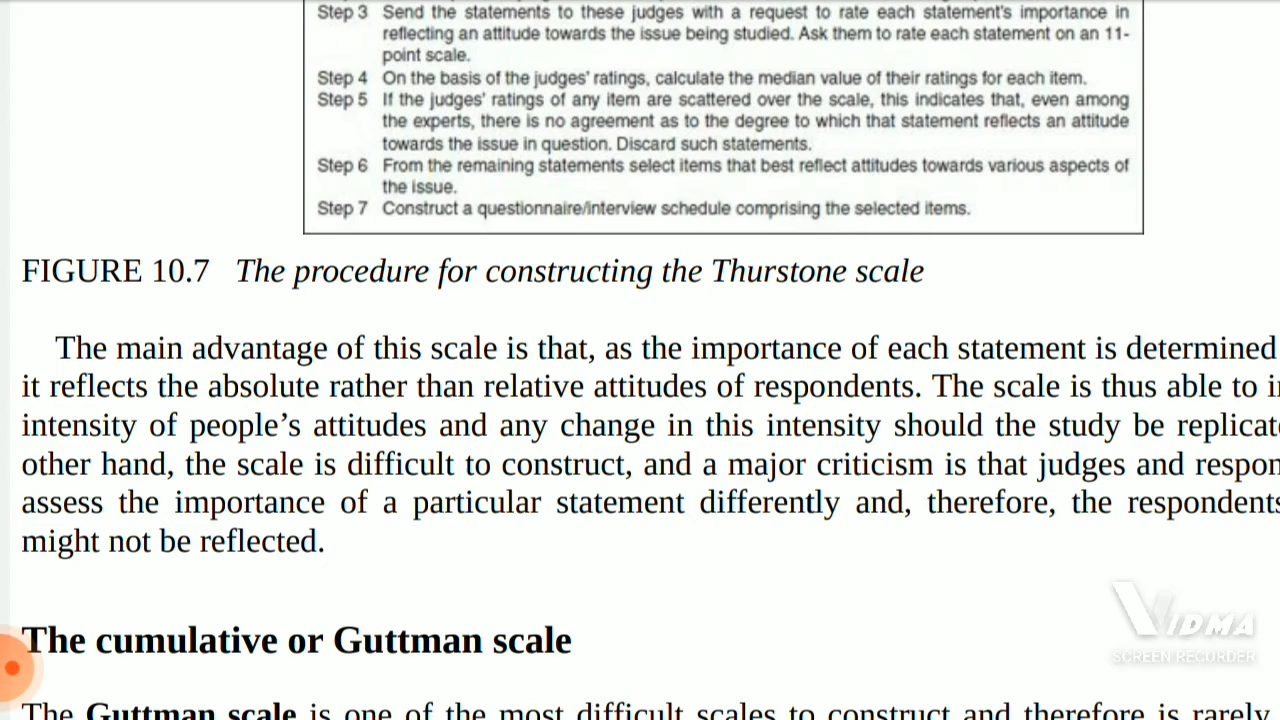 Step 3 Send the statements to these judges with a request to rate each statement's importance in
reflecting an attitude towards the issue being studied. Ask them to rate each statement on an 11-
point scale.
Step 4 On the basis of the judges' ratings, calculate the median value of their ratings for each item.
Step 5 If the judges' ratings of any item are scattered over the scale, this indicates that, even among
the experts, there is no agreement as to the degree to which that statement reflects an attitude
towards the issue in question. Discard such statements.
Step 6 From the remaining statements select items that best reflect attitudes towards various aspects of
the issue.
Step 7 Construct a questionnaire/interview schedule comprising the selected items.
FIGURE 10.7 The procedure for constructing the Thurstone scale
The main advantage of this scale is that, as the importance of each statement is determined
it reflects the absolute rather than relative attitudes of respondents. The scale is thus able to
intensity of people’s attitudes and any change in this intensity should the study be
other hand, the scale is difficult to construct, and a major criticism is that judges and
assess the importance of a particular statement differently and, therefore, the respondents
might not be reflected.
The cumulative or Guttman scale
The Guttman scale is one of the most difficult scales to construct and therefore is rarely
VIDMA
SCREEN RECORDER